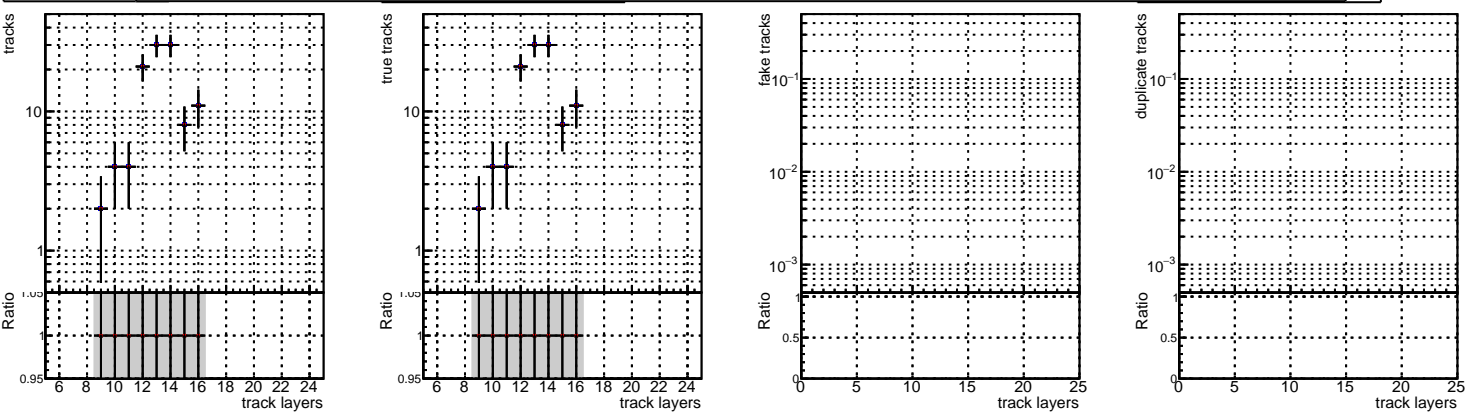 tracks
10
1
Ratio
1.05
1
0.95
6 8 10 12 14 16 18 20 22 24
track layers
true tracks
10
1
Ratio
1.05
1
0.95
6 8 10 12 14 16 18 20 22 24
track layers
fake tracks
10⁻¹
10⁻²
10⁻³
Ratio
1
0.5
0
0 5 10 15 20 25
track layers
duplicate tracks
10⁻¹
10⁻²
10⁻³
Ratio
1
0.5
0
0 5 10 15 20 25
track layers